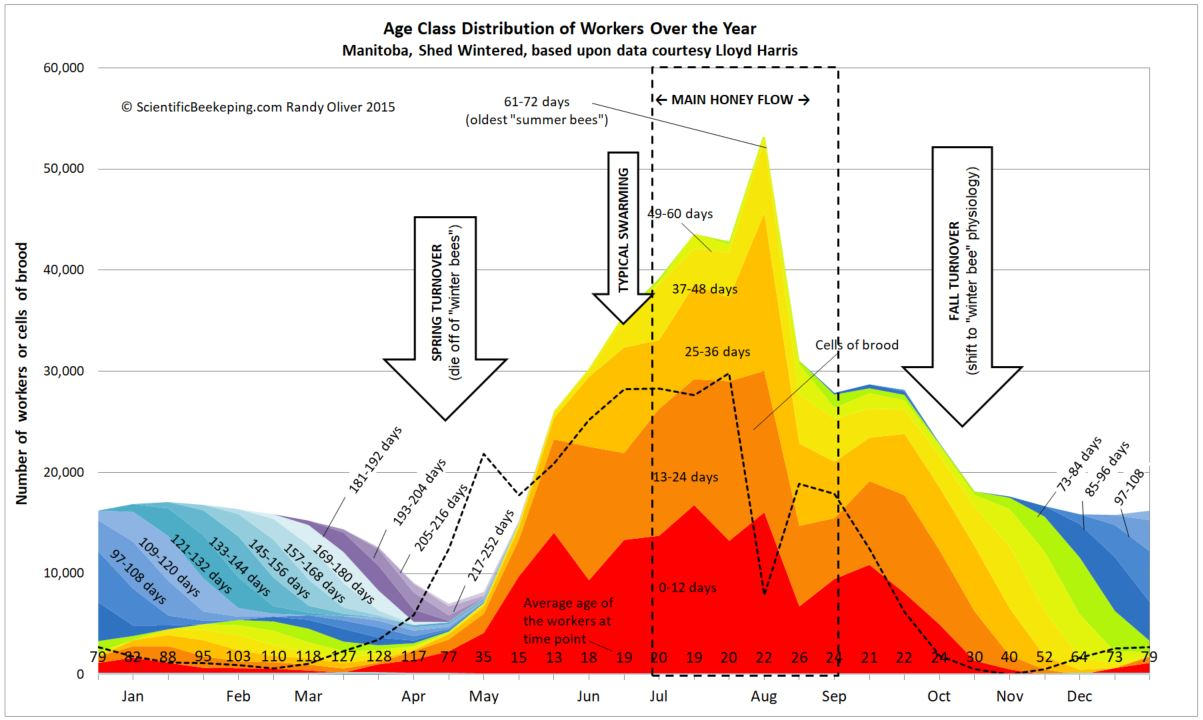 Age Class Distribution of Workers Over the Year
Manitoba, Shed Wintered, based upon data courtesy Lloyd Harris
Number of workers or cells of brood
60,000
50,000
40,000
30,000
20,000
10,000
0
© ScientificBeekeping.com Randy Oliver 2015
61-72 days
(oldest "summer bees")
← MAIN HONEY FLOW →
SPRING TURNOVER
(die off of "winter bees")
TYPICAL SWARMING
FALL TURNOVER
(shift to "winter bee" physiology)
49-60 days
37-48 days
25-36 days
Cells of brood
13-24 days
0-12 days
Average age of
the workers at
time point
97-108 days
109-120 days
121-132 days
133-144 days
145-156 days
157-168 days
169-180 days
181-192 days
193-204 days
205-216 days
217-252 days
73-84 days
85-96 days
97-108
79 82 88 95 103 110 118 127 128 117 77 35 15 13 18 19 20 19 20 22 26 24 21 22 24 30 40 52 64 73 79
Jan Feb Mar Apr May Jun Jul Aug Sep Oct Nov Dec